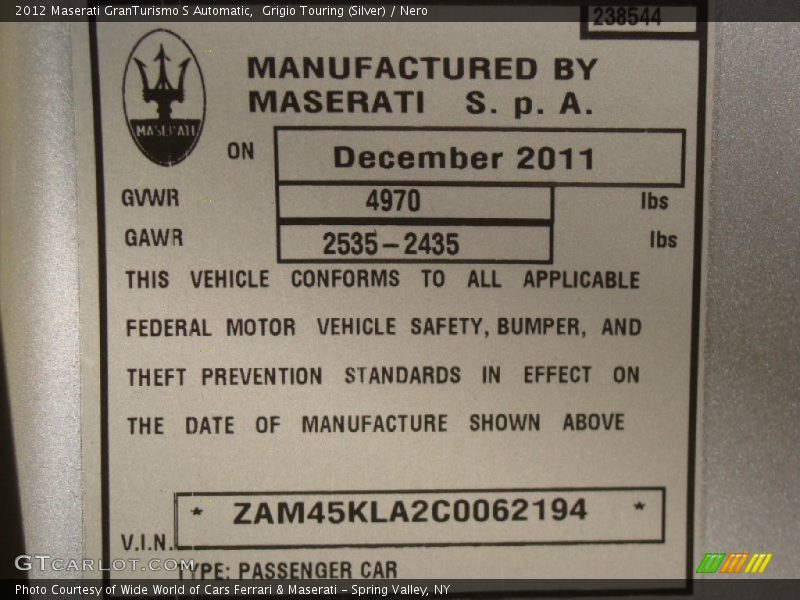 2012 Maserati GranTurismo S Automatic,  Grigio Touring (Silver) / Nero
238544
MASERATI
MANUFACTURED BY
MASERATI S. p. A.
ON December 2011
GVWR 4970 lbs
GAWR 2535-2435 lbs
THIS VEHICLE CONFORMS TO ALL APPLICABLE
FEDERAL MOTOR VEHICLE SAFETY, BUMPER, AND
THEFT PREVENTION STANDARDS IN EFFECT ON
THE DATE OF MANUFACTURE SHOWN ABOVE
V.I.N. * ZAM45KLA2C0062194 *
TYPE: PASSENGER CAR
GTCARLOT.COM
Photo Courtesy of Wide World of Cars Ferrari & Maserati - Spring Valley, NY